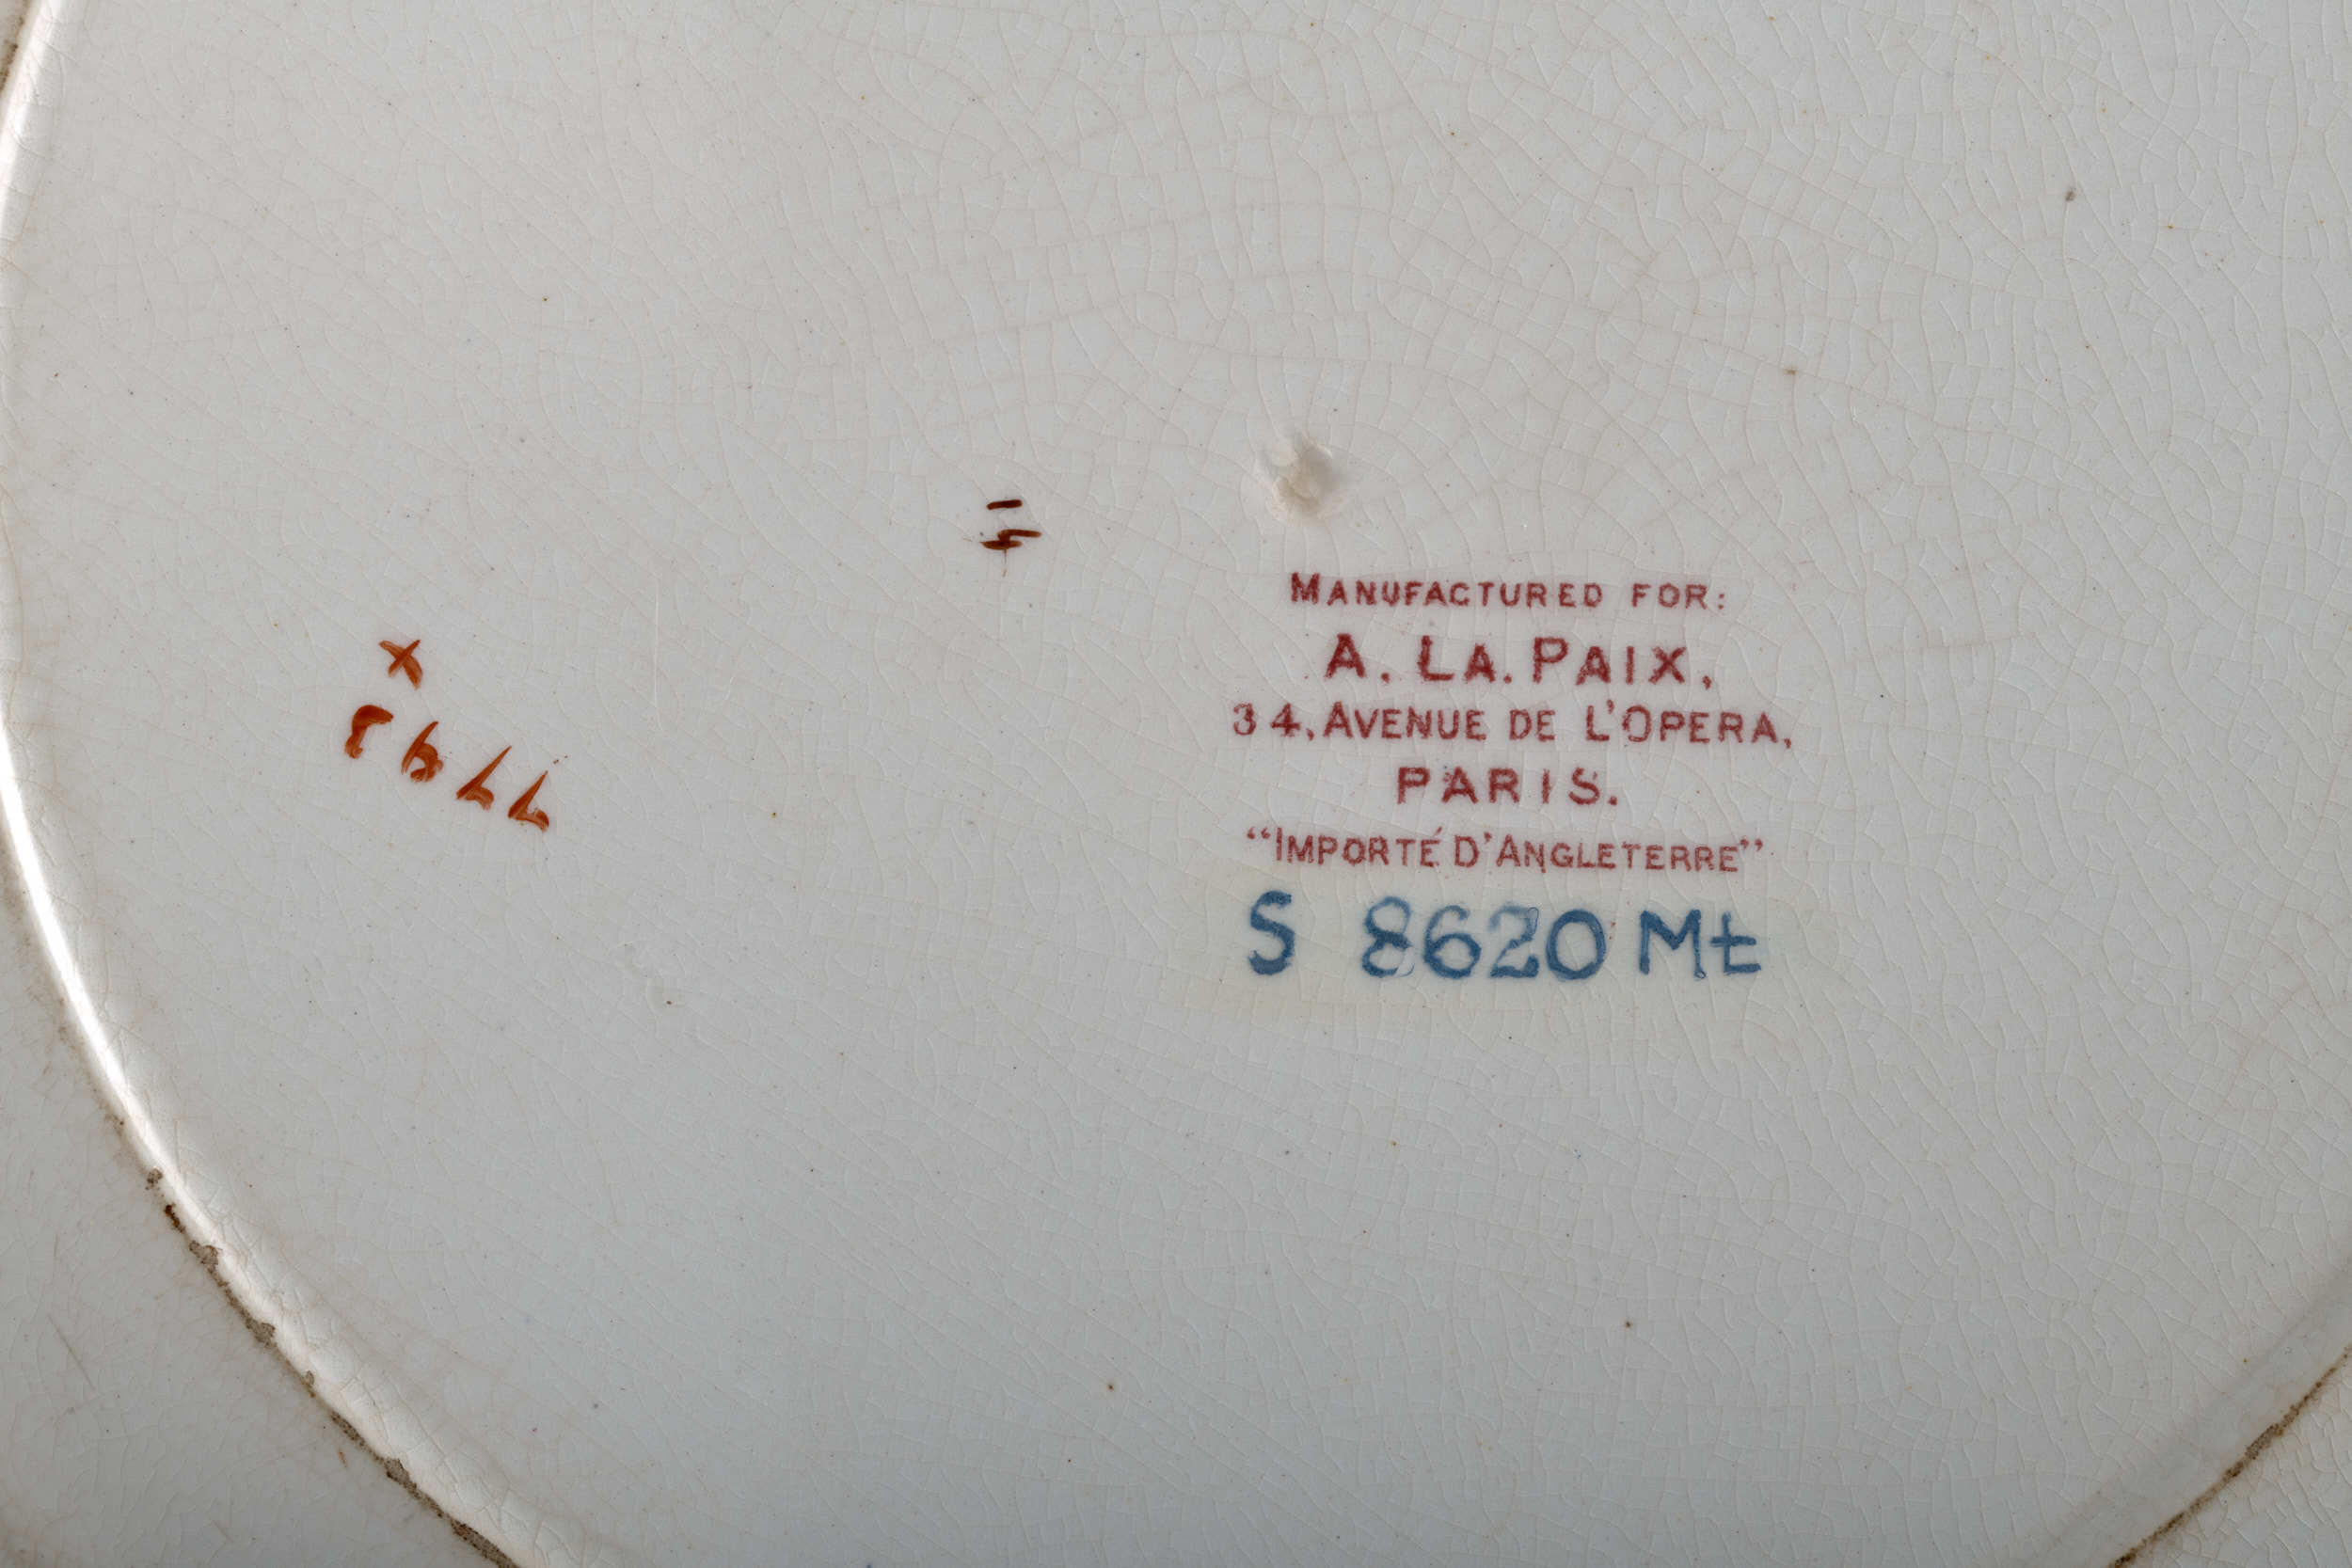 MANUFACTURED FOR:
A. LA. PAIX,
34, AVENUE DE L'OPERA,
PARIS.
“IMPORTÉ D'ANGLETERRE”
S 8620 Mt